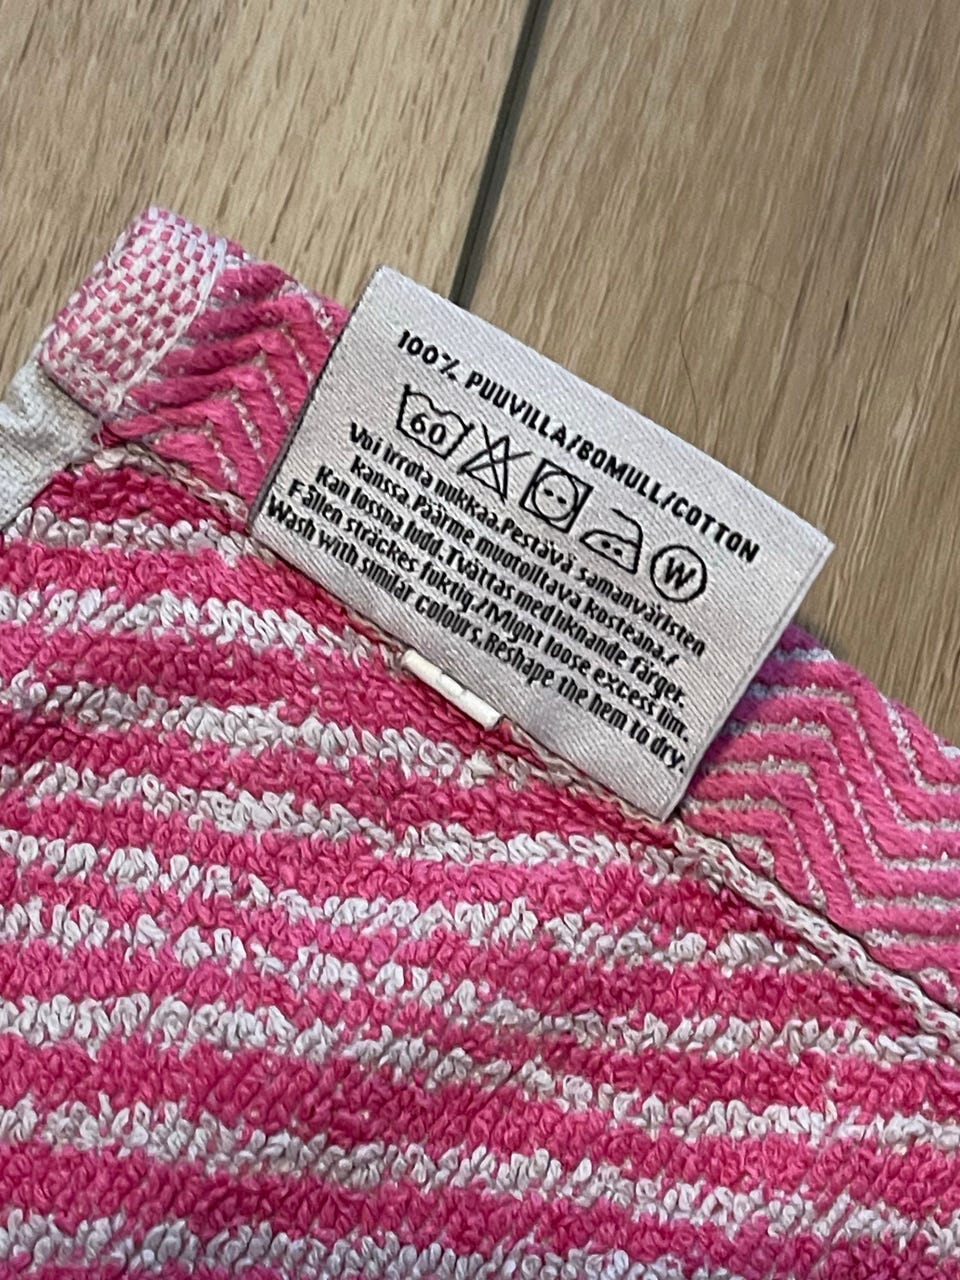 100% PUUVILLA/BOMULL/COTTON
60 W
Voi irrota nukkaa.Pestävä samanväristen
kanssa. Päärme muotoiltava kosteana./
Kan lossna ludd. Tvättas med liknande färger.
Fållen sträckes fuktig./Might loose excess lint.
Wash with similar colours. Reshape the hem to dry.